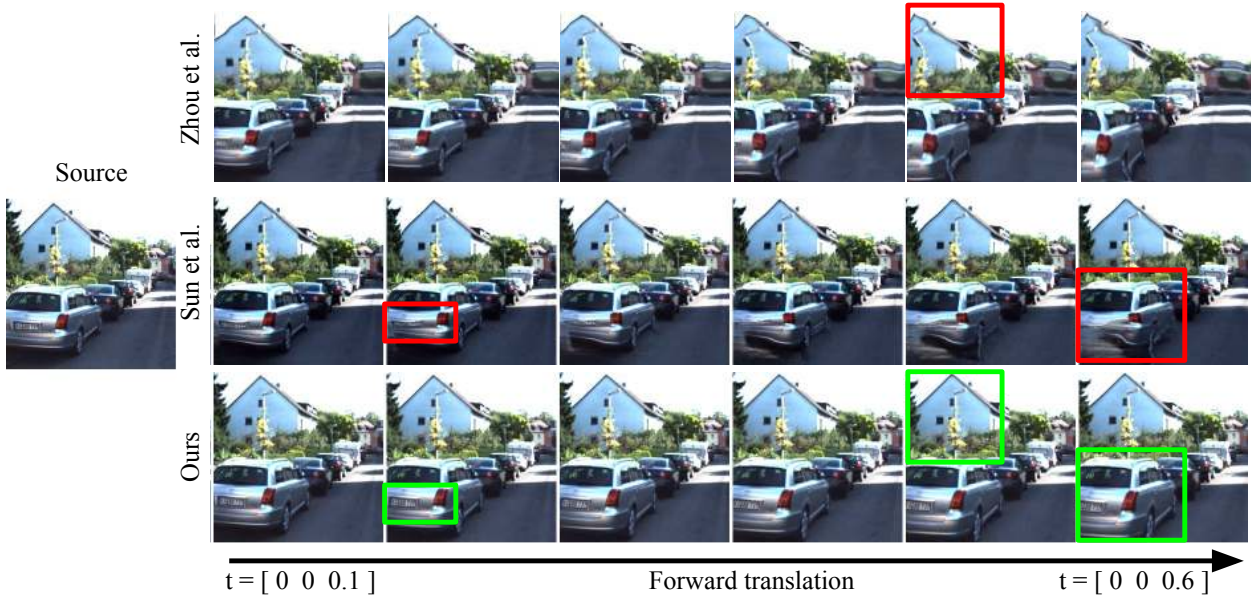 Zhou et al.
Source
Sun et al.
Ours
t = [ 0 0 0.1 ]
Forward translation
t = [ 0 0 0.6 ]